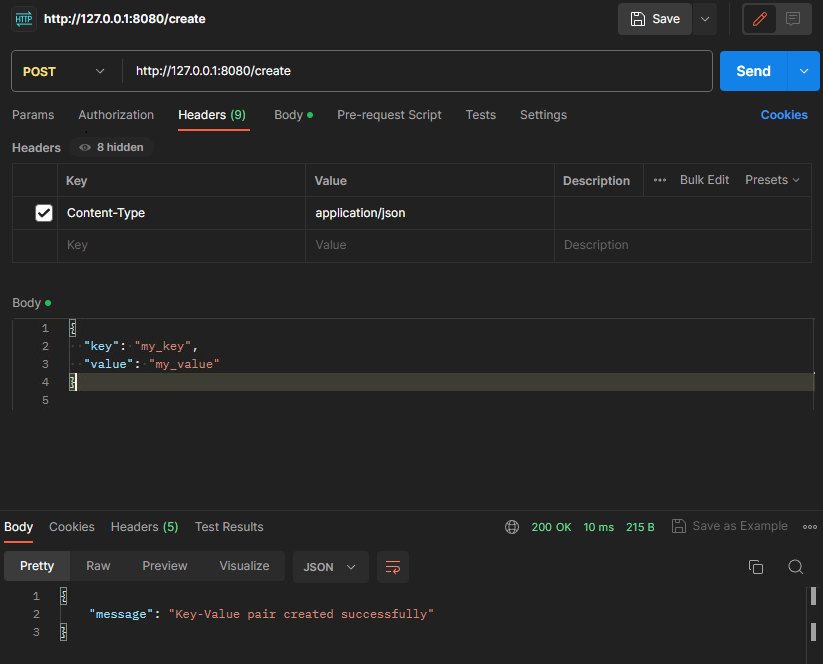 HTTP http://127.0.0.1:8080/create Save
POST http://127.0.0.1:8080/create Send
Params Authorization Headers (9) Body Pre-request Script Tests Settings Cookies
Headers 8 hidden
Key Value Description ••• Bulk Edit Presets
Content-Type application/json
Key Value Description
Body
1 {
2 "key": "my_key",
3 "value": "my_value"
4 }
5
Body Cookies Headers (5) Test Results 200 OK 10 ms 215 B Save as Example
Pretty Raw Preview Visualize JSON
1 {
2 "message": "Key-Value pair created successfully"
3 }